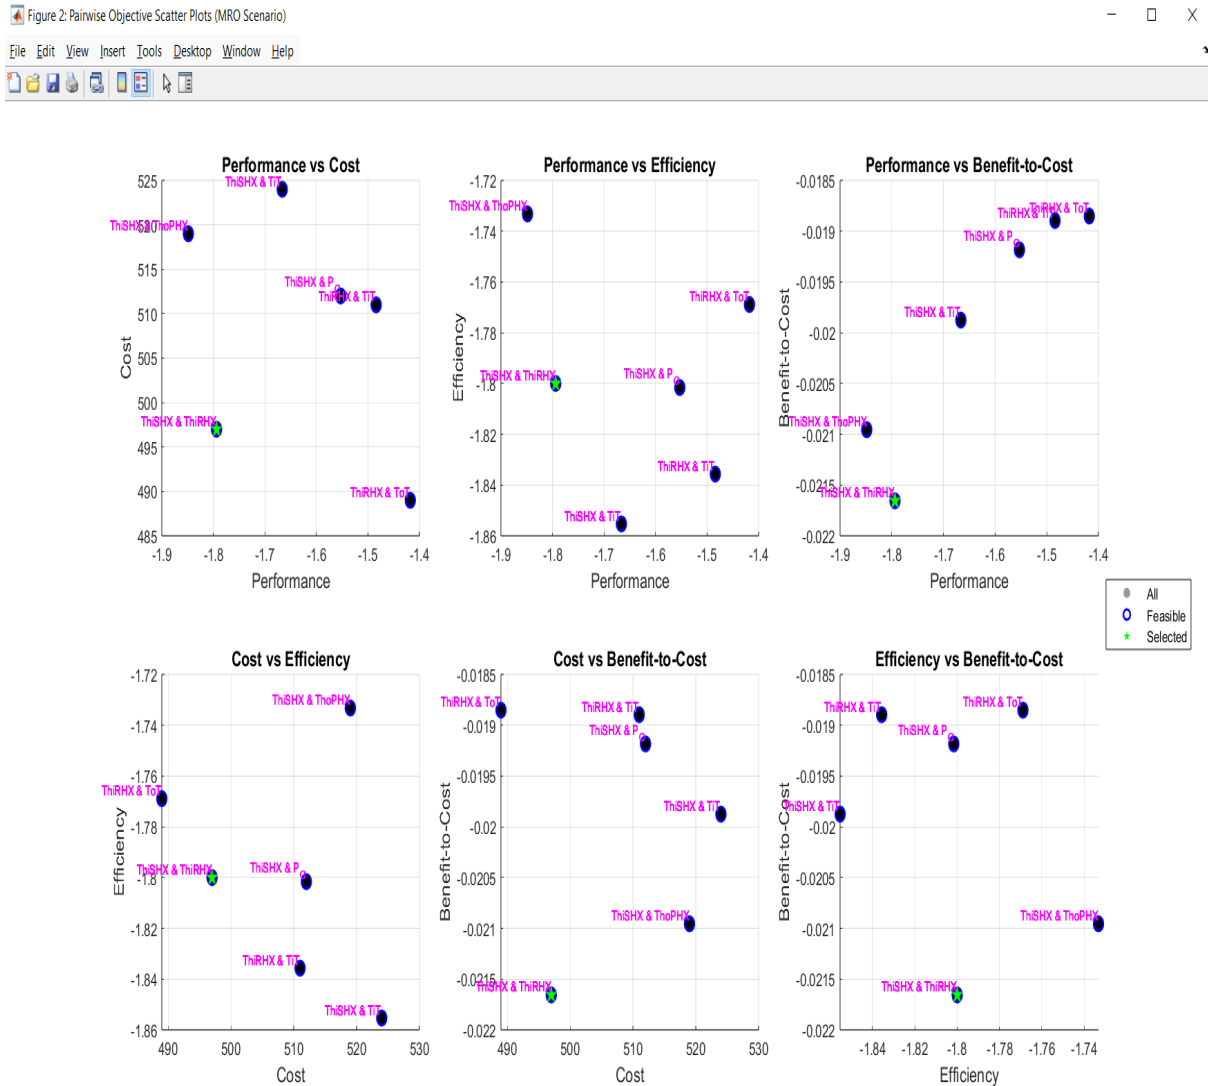 Figure 2: Pairwise Objective Scatter Plots (MRO Scenario)
File Edit View Insert Tools Desktop Window Help
Performance vs Cost
525
520
515
510
505
500
495
490
485
Cost
ThiSHX & TiT
ThiSHX & ThoPHX
ThiSHX & P_O
ThiRHX & TiT
ThiSHX & ThiRHX
ThiRHX & ToT
-1.9 -1.8 -1.7 -1.6 -1.5 -1.4
Performance
Performance vs Efficiency
-1.72
-1.74
-1.76
-1.78
-1.8
-1.82
-1.84
-1.86
Efficiency
ThiSHX & ThoPHX
ThiRHX & ToT
ThiSHX & ThiRHX
ThiSHX & P_O
ThiRHX & TiT
ThiSHX & TiT
-1.9 -1.8 -1.7 -1.6 -1.5 -1.4
Performance
Performance vs Benefit-to-Cost
-0.0185
-0.019
-0.0195
-0.02
-0.0205
-0.021
-0.0215
-0.022
Benefit-to-Cost
ThiRHX & ToT
ThiRHX & TiT
ThiSHX & P_O
ThiSHX & TiT
ThiSHX & ThoPHX
ThiSHX & ThiRHX
-1.9 -1.8 -1.7 -1.6 -1.5 -1.4
Performance
All
Feasible
Selected
Cost vs Efficiency
-1.72
-1.74
-1.76
-1.78
-1.8
-1.82
-1.84
-1.86
Efficiency
ThiSHX & ThoPHX
ThiRHX & ToT
ThiSHX & ThiRHX
ThiSHX & P_O
ThiRHX & TiT
ThiSHX & TiT
490 500 510 520 530
Cost
Cost vs Benefit-to-Cost
-0.0185
-0.019
-0.0195
-0.02
-0.0205
-0.021
-0.0215
-0.022
Benefit-to-Cost
ThiRHX & ToT
ThiRHX & TiT
ThiSHX & P_O
ThiSHX & TiT
ThiSHX & ThoPHX
ThiSHX & ThiRHX
490 500 510 520 530
Cost
Efficiency vs Benefit-to-Cost
-0.0185
-0.019
-0.0195
-0.02
-0.0205
-0.021
-0.0215
-0.022
Benefit-to-Cost
ThiRHX & TiT
ThiRHX & ToT
ThiSHX & P_O
ThiSHX & TiT
ThiSHX & ThoPHX
ThiSHX & ThiRHX
-1.84 -1.82 -1.8 -1.78 -1.76 -1.74
Efficiency